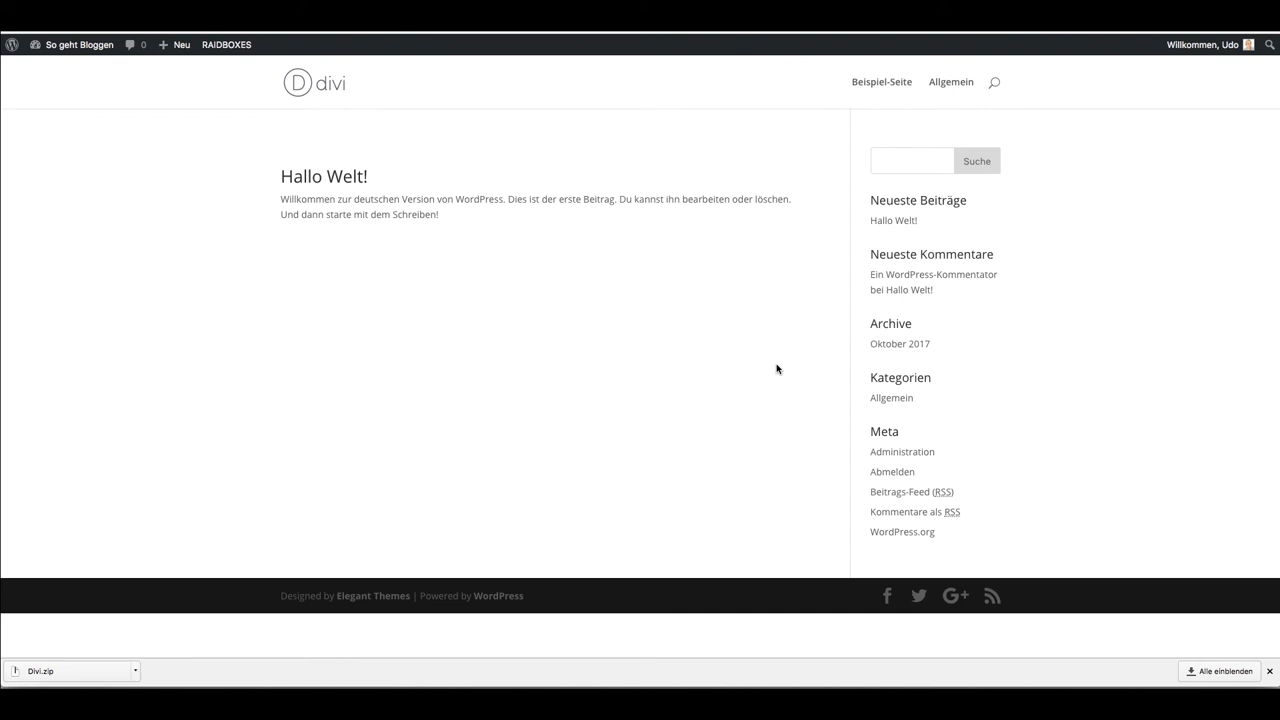 So geht Bloggen 0 Neu RAIDBOXES Willkommen, Udo
D divi Beispiel-Seite Allgemein
Hallo Welt!
Willkommen zur deutschen Version von WordPress. Dies ist der erste Beitrag. Du kannst ihn bearbeiten oder löschen.
Und dann starte mit dem Schreiben!
Suche
Neueste Beiträge
Hallo Welt!
Neueste Kommentare
Ein WordPress-Kommentator
bei Hallo Welt!
Archive
Oktober 2017
Kategorien
Allgemein
Meta
Administration
Abmelden
Beitrags-Feed (RSS)
Kommentare als RSS
WordPress.org
Designed by Elegant Themes | Powered by WordPress
Divi.zip Alle einblenden